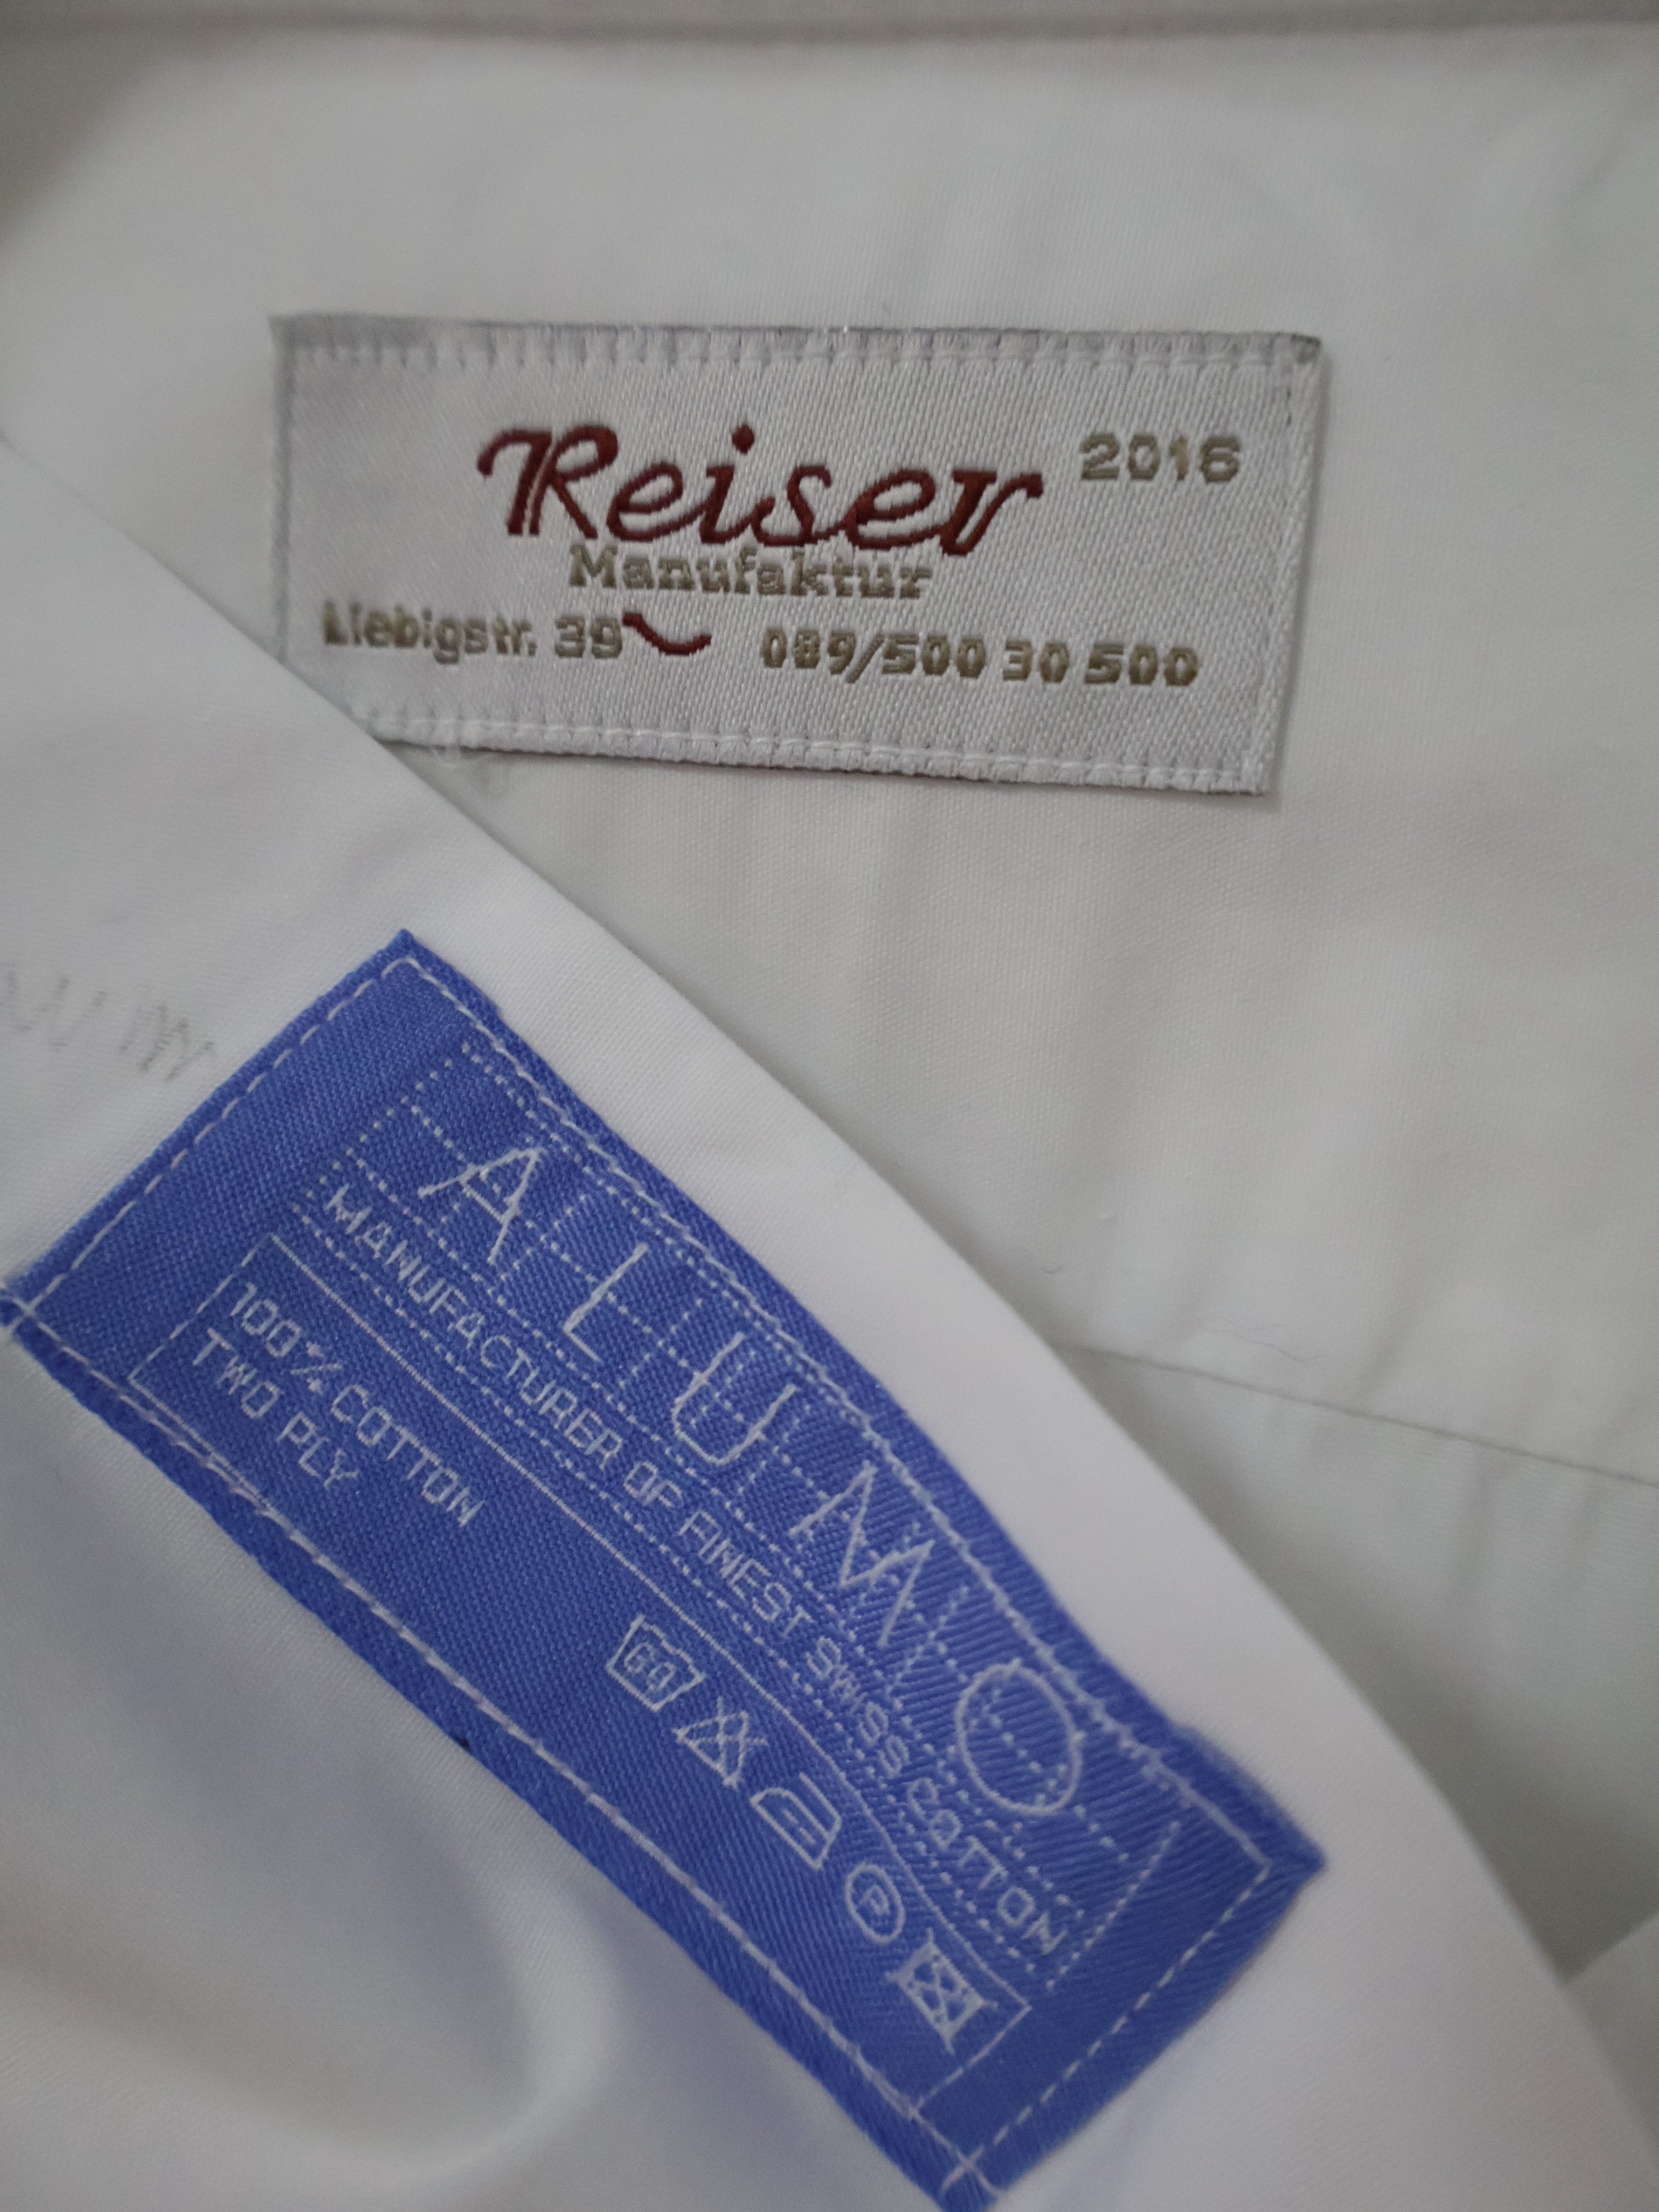 Reiser 2016
Manufaktur
Liebigstr. 39 089/500 30 500
ALUMO
MANUFACTURER OF FINEST SWISS COTTON
100% COTTON
TWO PLY
60
P